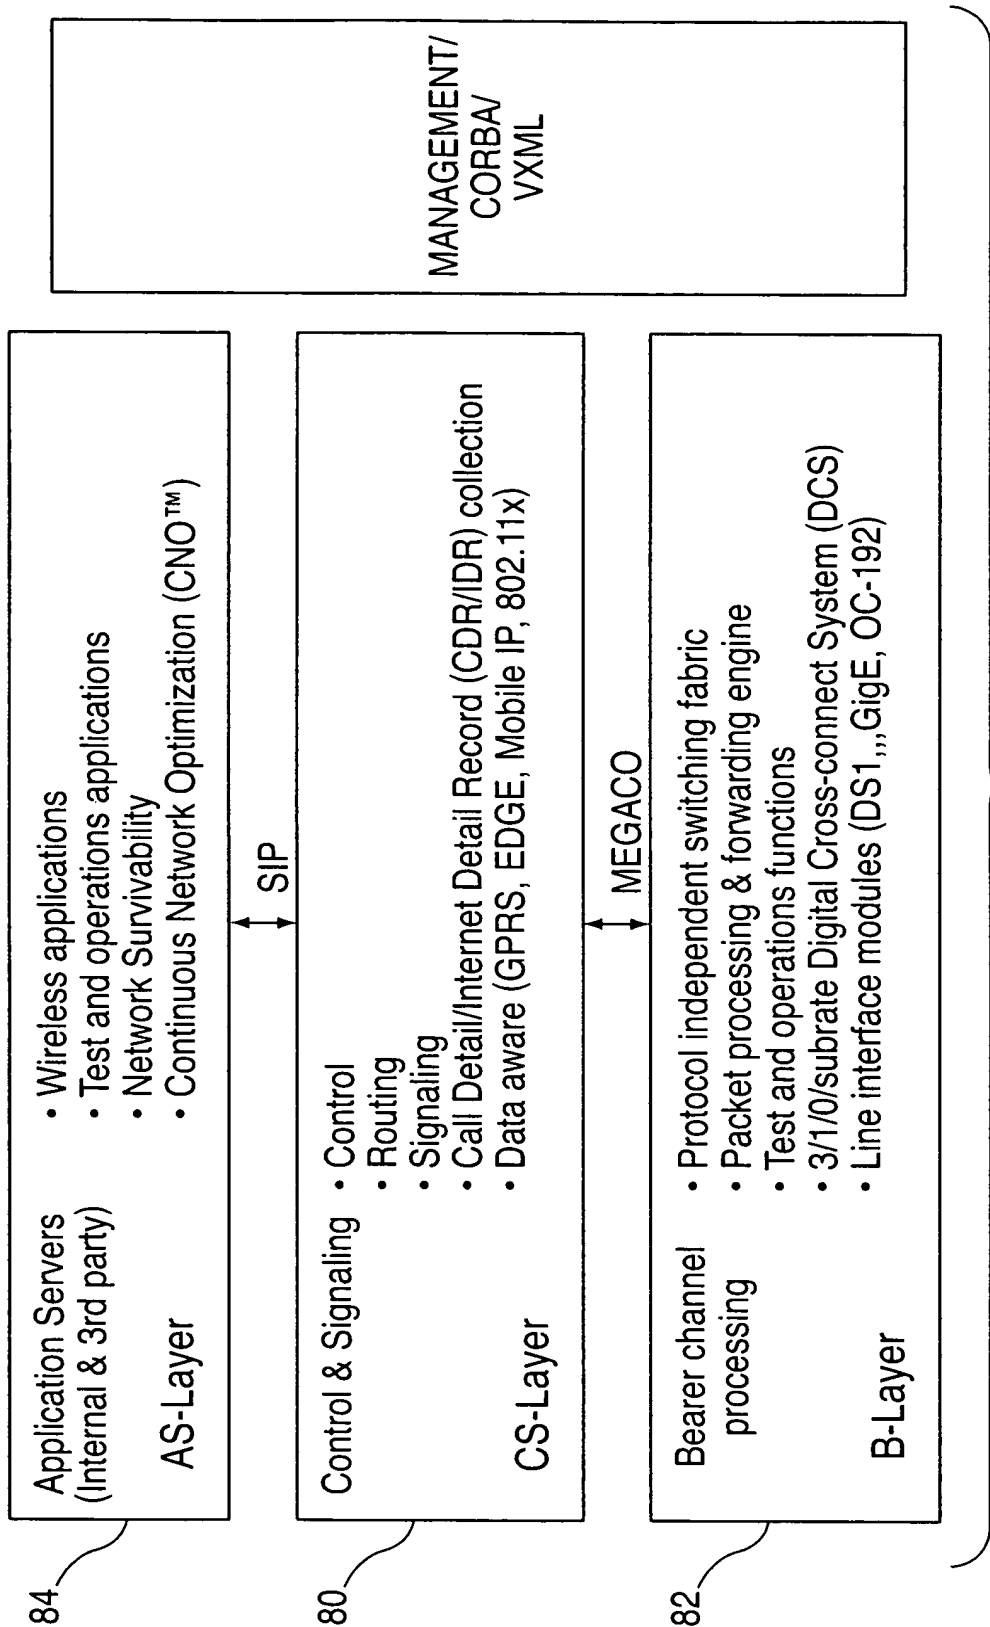 84
Application Servers
(Internal & 3rd party)
AS-Layer
• Wireless applications
• Test and operations applications
• Network Survivability
• Continuous Network Optimization (CNO™)
SIP
80
Control & Signaling
CS-Layer
• Control
• Routing
• Signaling
• Call Detail/Internet Detail Record (CDR/IDR) collection
• Data aware (GPRS, EDGE, Mobile IP, 802.11x)
MEGACO
82
Bearer channel
processing
B-Layer
• Protocol independent switching fabric
• Packet processing & forwarding engine
• Test and operations functions
• 3/1/0/subrate Digital Cross-connect System (DCS)
• Line interface modules (DS1,,,GigE, OC-192)
MANAGEMENT/
CORBA/
VXML